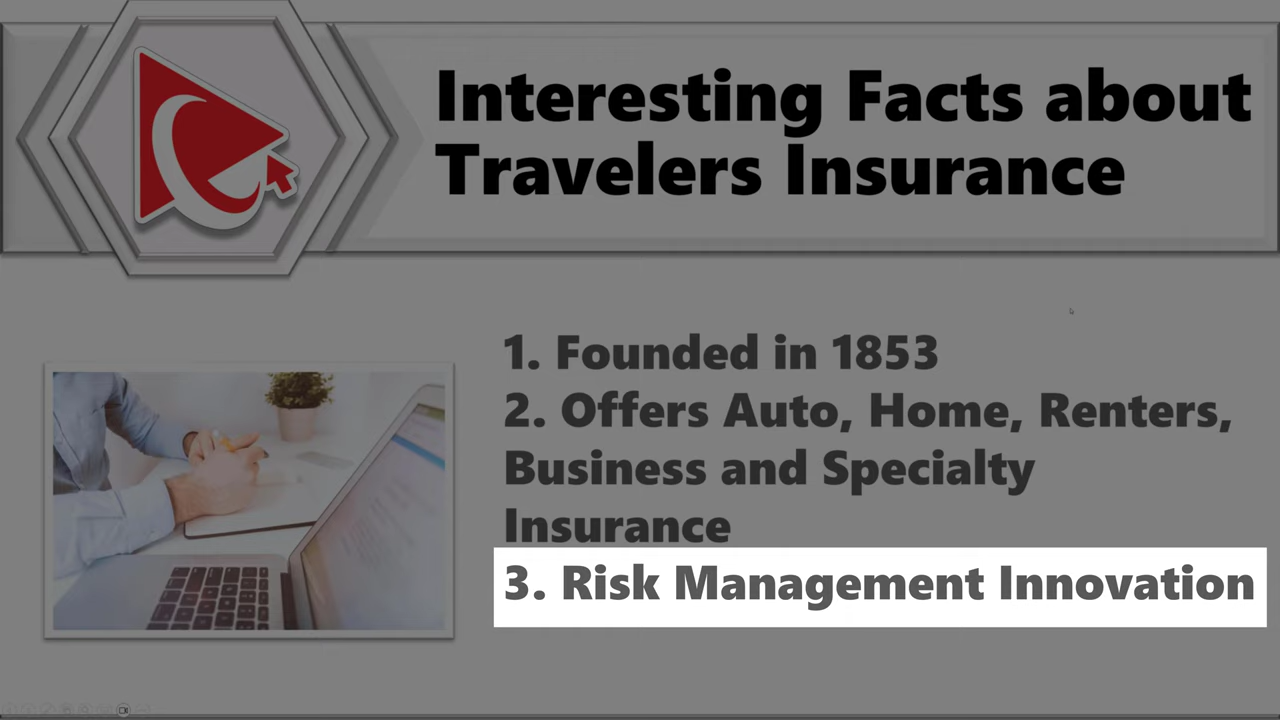 Interesting Facts about
Travelers Insurance
1. Founded in 1853
2. Offers Auto, Home, Renters,
Business and Specialty
Insurance
3. Risk Management Innovation